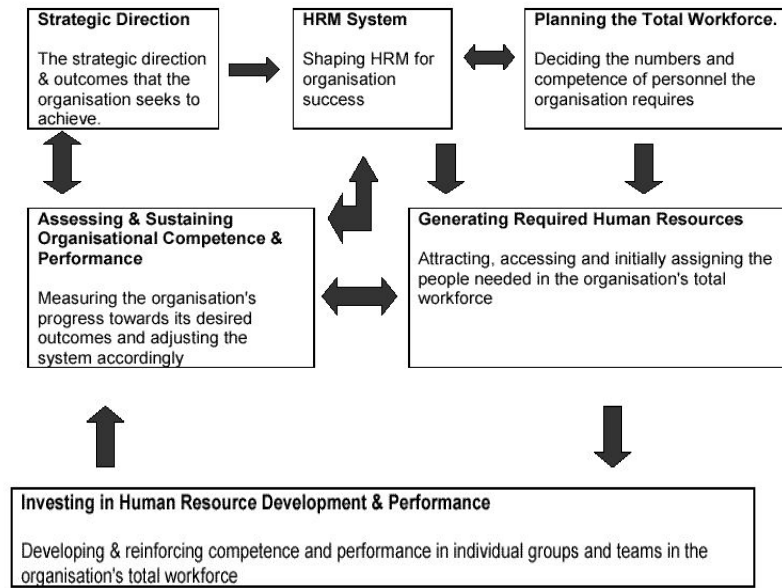 Strategic Direction
The strategic direction
& outcomes that the
organisation seeks to
achieve.
HRM System
Shaping HRM for
organisation
success
Planning the Total Workforce.
Deciding the numbers and
competence of personnel the
organisation requires
Assessing & Sustaining
Organisational Competence &
Performance
Measuring the organisation's
progress towards its desired
outcomes and adjusting the
system accordingly
Generating Required Human Resources
Attracting, accessing and initially assigning the
people needed in the organisation's total
workforce
Investing in Human Resource Development & Performance
Developing & reinforcing competence and performance in individual groups and teams in the
organisation's total workforce